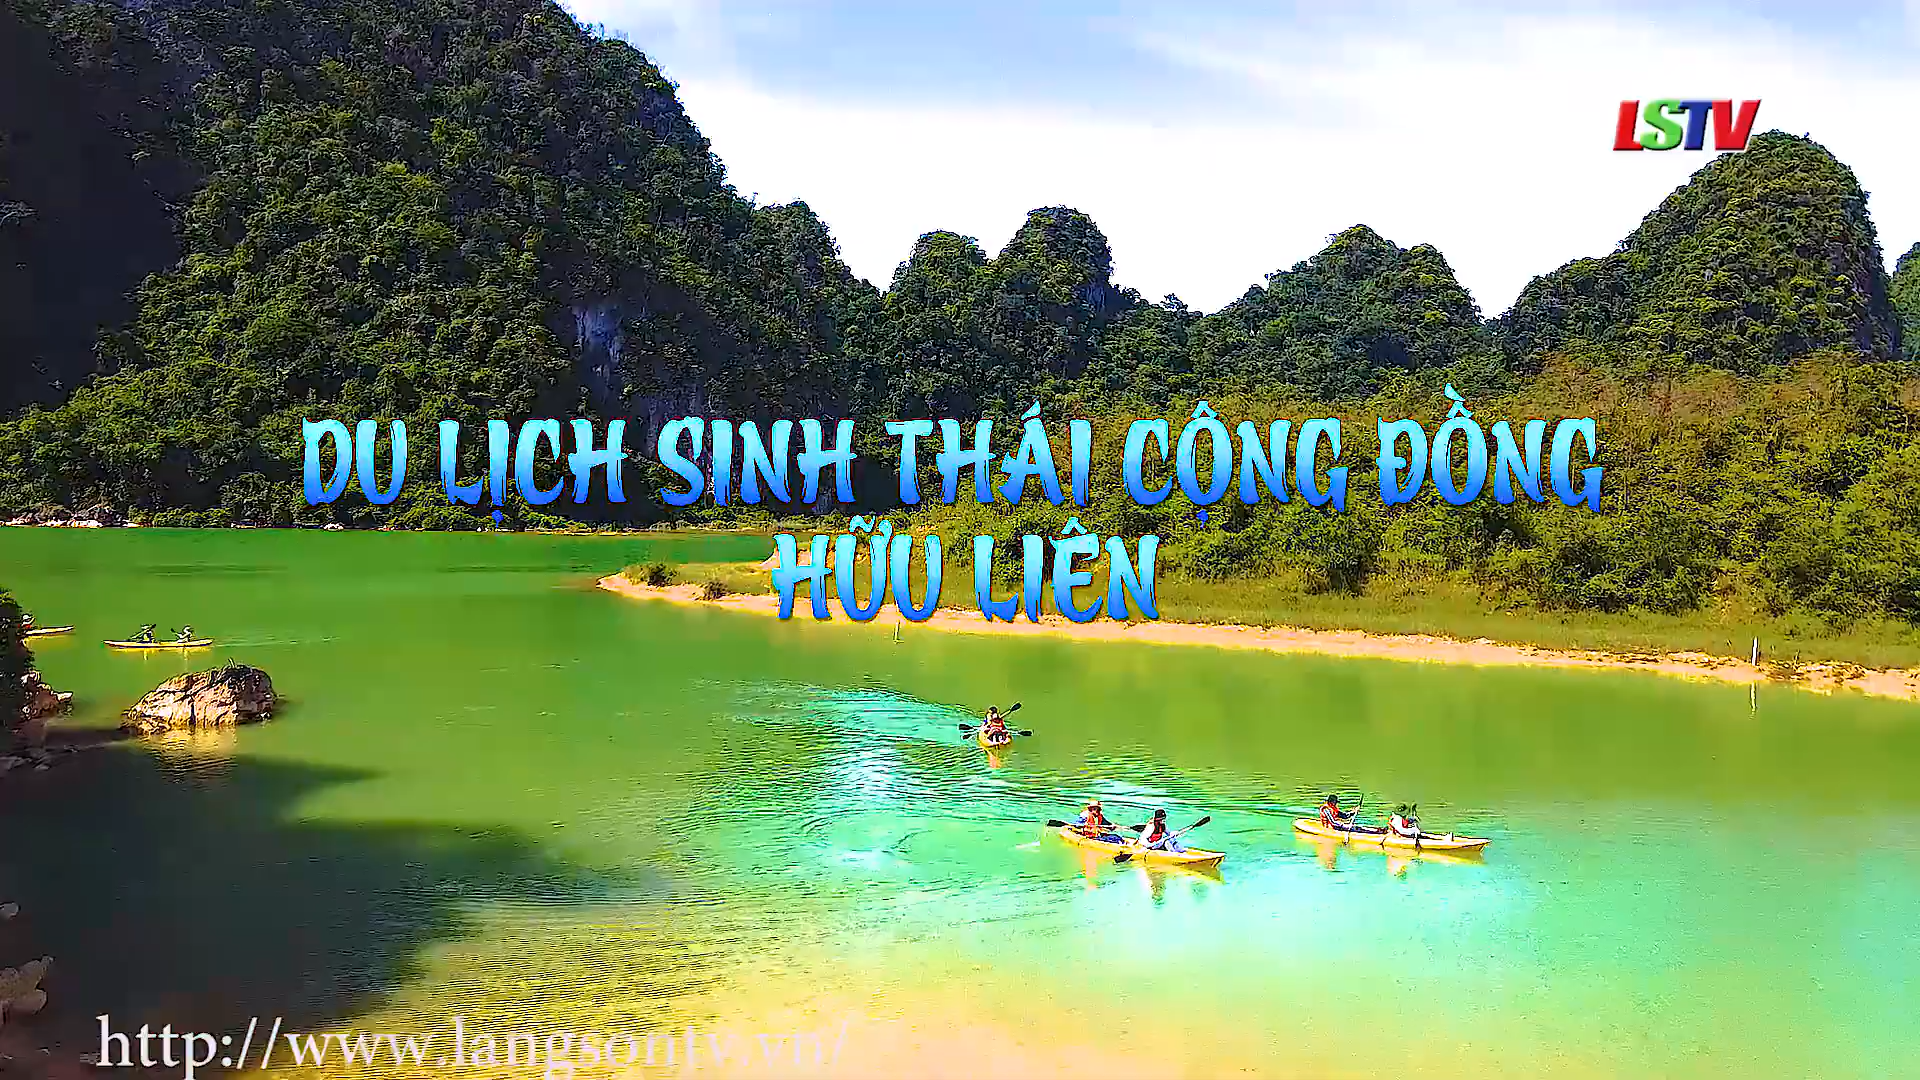 LSTV
DU LỊCH SINH THÁI CỘNG ĐỒNG
HỮU LIÊN
http://www.langsontv.vn/